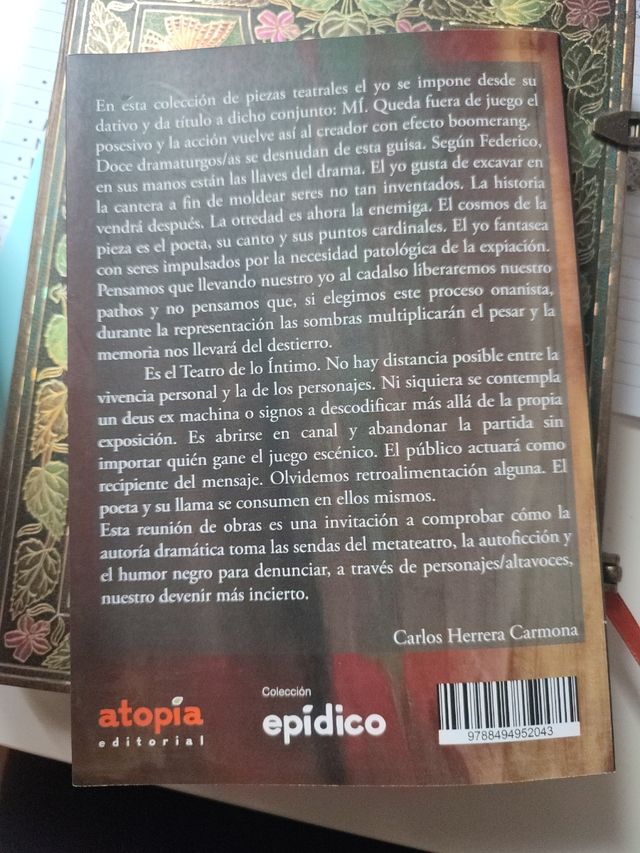 En esta colección de piezas teatrales el yo se impone desde su
dativo y da título a dicho conjunto: MÍ. Queda fuera de juego el
posesivo y la acción vuelve así al creador con efecto boomerang.
Doce dramaturgos/as se desnudan de esta guisa. Según Federico,
en sus manos están las llaves del drama. El yo gusta de excavar en
la cantera a fin de moldear seres no tan inventados. La historia
vendrá después. La otredad es ahora la enemiga. El cosmos de la
pieza es el poeta, su canto y sus puntos cardinales. El yo fantasea
con seres impulsados por la necesidad patológica de la expiación.
Pensamos que llevando nuestro yo al cadalso liberaremos nuestro
pathos y no pensamos que, si elegimos este proceso onanista,
durante la representación las sombras multiplicarán el pesar y la
memoria nos llevará del destierro.
Es el Teatro de lo Íntimo. No hay distancia posible entre la
vivencia personal y la de los personajes. Ni siquiera se contempla
un deus ex machina o signos a descodificar más allá de la propia
exposición. Es abrirse en canal y abandonar la partida sin
importar quién gane el juego escénico. El público actuará como
recipiente del mensaje. Olvidemos retroalimentación alguna. El
poeta y su llama se consumen en ellos mismos.
Esta reunión de obras es una invitación a comprobar cómo la
autoría dramática toma las sendas del metateatro, la autoficción y
el humor negro para denunciar, a través de personajes/altavoces,
nuestro devenir más incierto.
Carlos Herrera Carmona
atopía
editorial
Colección
epídico
9788494952043